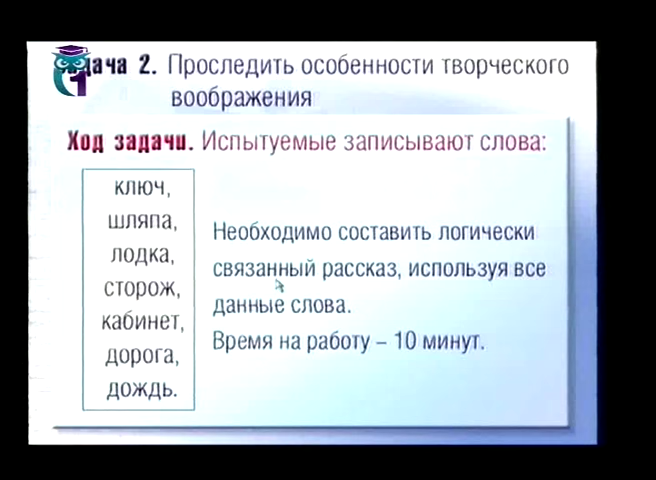 дача 2. Проследить особенности творческого
воображения
Ход задачи. Испытуемые записывают слова:
ключ,
шляпа,
лодка,
сторож,
кабинет,
дорога,
дождь.
Необходимо составить логически
связанный рассказ, используя все
данные слова.
Время на работу – 10 минут.
1